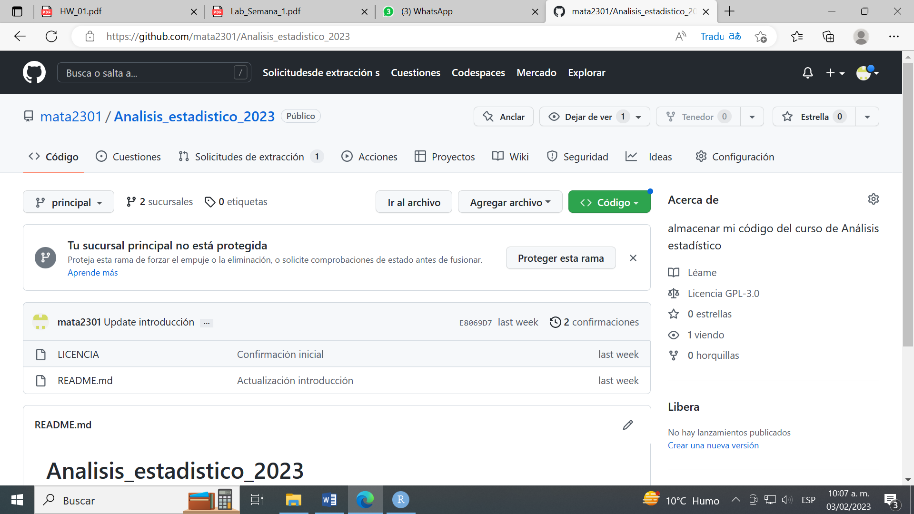 HW_01.pdf
Lab_Semana_1.pdf
(3) WhatsApp
mata2301/Analisis_estadistico_20
https://github.com/mata2301/Analisis_estadistico_2023
Tradu
Busca o salta a...
/
Solicitudesde extracción s
Cuestiones
Codespaces
Mercado
Explorar
mata2301 / Analisis_estadistico_2023
Público
Anclar
Dejar de ver 1
Tenedor 0
Estrella 0
Código
Cuestiones
Solicitudes de extracción 1
Acciones
Proyectos
Wiki
Seguridad
Ideas
Configuración
principal
2 sucursales
0 etiquetas
Ir al archivo
Agregar archivo
Código
Tu sucursal principal no está protegida
Proteja esta rama de forzar el empuje o la eliminación, o solicite comprobaciones de estado antes de fusionar.
Aprende más
Proteger esta rama
mata2301 Update introducción ...
E8069D7 last week
2 confirmaciones
LICENCIA
Confirmación inicial
last week
README.md
Actualización introducción
last week
README.md
Analisis_estadistico_2023
Acerca de
almacenar mi código del curso de Análisis
estadístico
Léame
Licencia GPL-3.0
0 estrellas
1 viendo
0 horquillas
Libera
No hay lanzamientos publicados
Crear una nueva versión
Buscar
10°C Humo
ESP
10:07 a. m.
03/02/2023
3